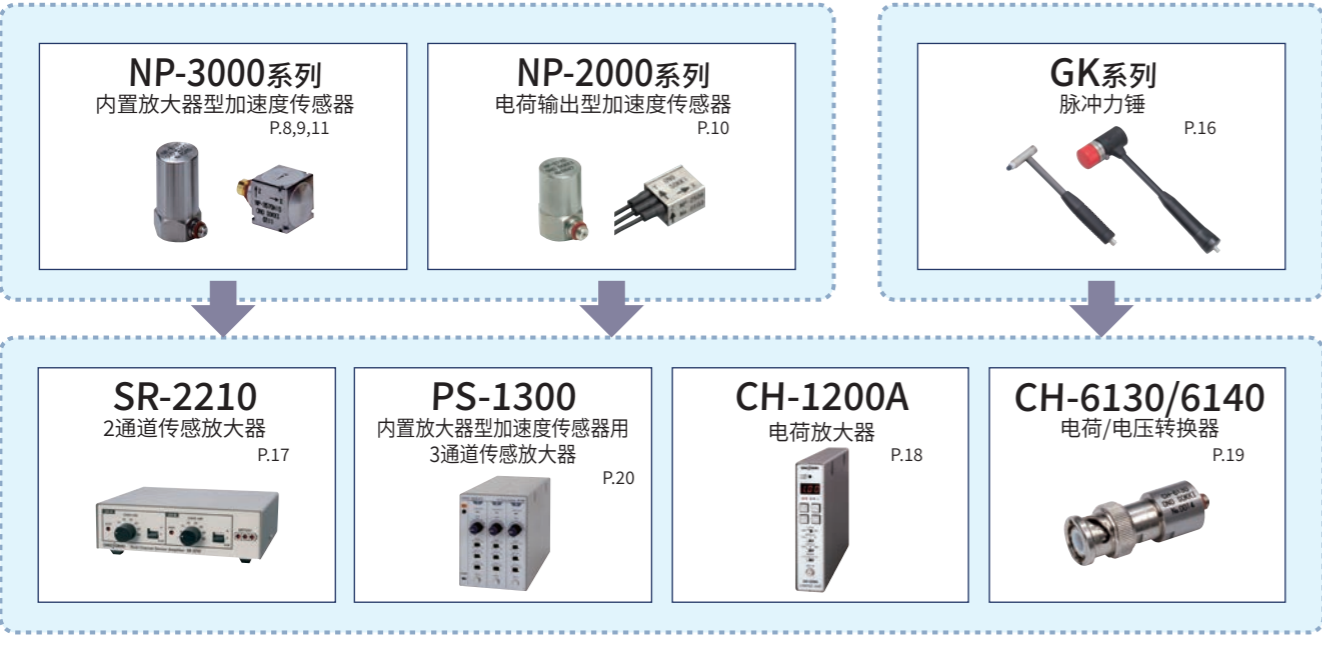 NP-3000系列
内置放大器型加速度传感器
P.8,9,11
NP-2000系列
电荷输出型加速度传感器
P.10
GK系列
脉冲力锤
P.16
SR-2210
2通道传感放大器
P.17
PS-1300
内置放大器型加速度传感器用
3通道传感放大器
P.20
CH-1200A
电荷放大器
P.18
CH-6130/6140
电荷/电压转换器
P.19